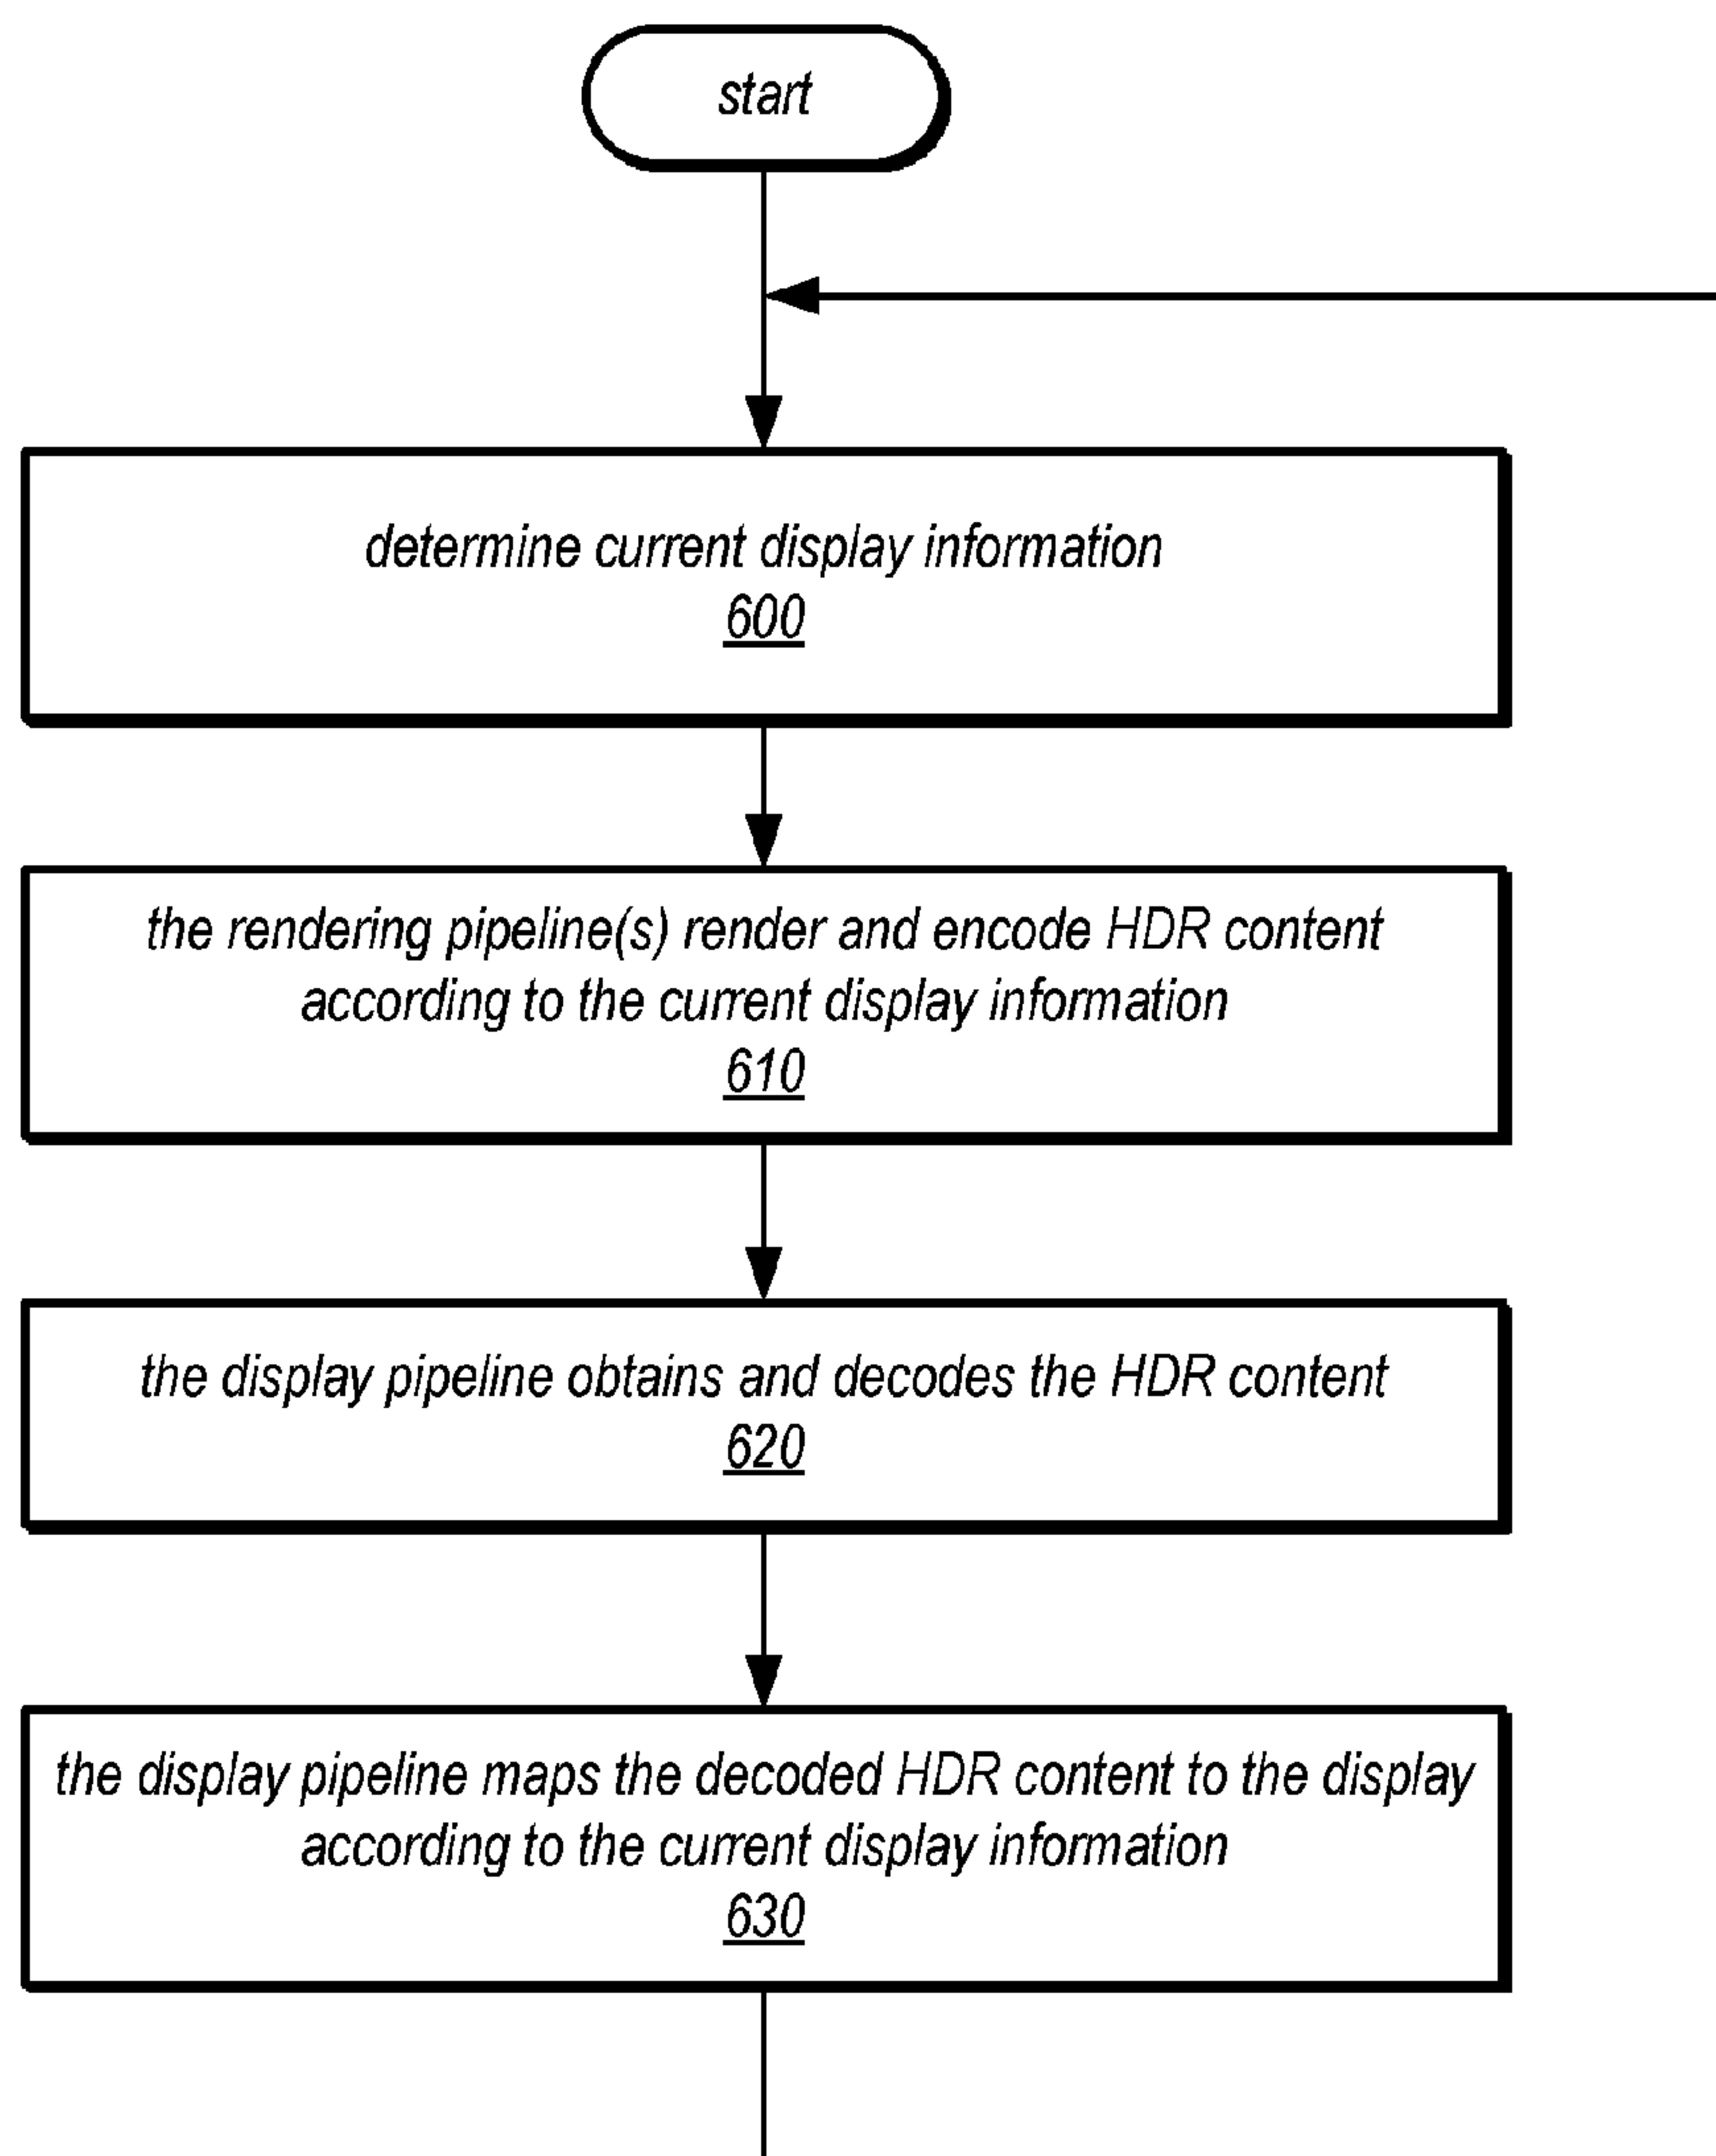 start
determine current display information
600
the rendering pipeline(s) render and encode HDR content
according to the current display information
610
the display pipeline obtains and decodes the HDR content
620
the display pipeline maps the decoded HDR content to the display
according to the current display information
630